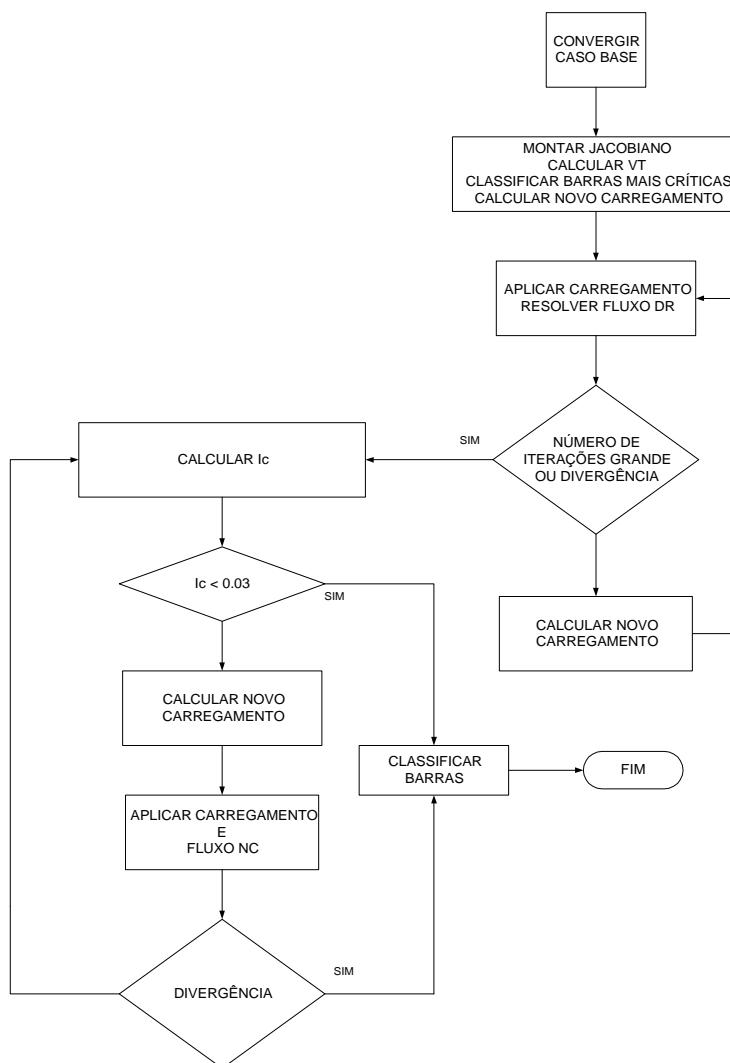 CONVERGIR
CASO BASE
MONTAR JACOBIANO
CALCULAR VT
CLASSIFICAR BARRAS MAIS CRÍTICAS
CALCULAR NOVO CARREGAMENTO
APLICAR CARREGAMENTO
RESOLVER FLUXO DR
NÚMERO DE
ITERAÇÕES GRANDE
OU DIVERGÊNCIA
SIM
CALCULAR Ic
Ic < 0.03
SIM
CALCULAR NOVO
CARREGAMENTO
CALCULAR NOVO
CARREGAMENTO
CLASSIFICAR
BARRAS
FIM
APLICAR CARREGAMENTO
E
FLUXO NC
DIVERGÊNCIA
SIM